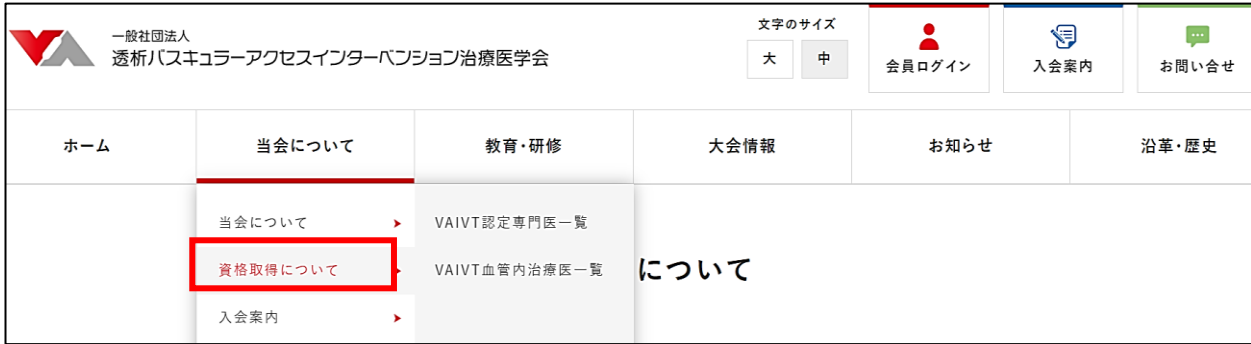 一般社団法人
透析バスキュラーアクセスインターベンション治療医学会
文字のサイズ
大 中
会員ログイン
入会案内
お問い合せ
ホーム 当会について 教育・研修 大会情報 お知らせ 沿革・歴史
当会について VAIVT認定専門医一覧
資格取得について VAIVT血管内治療医一覧
について
入会案内